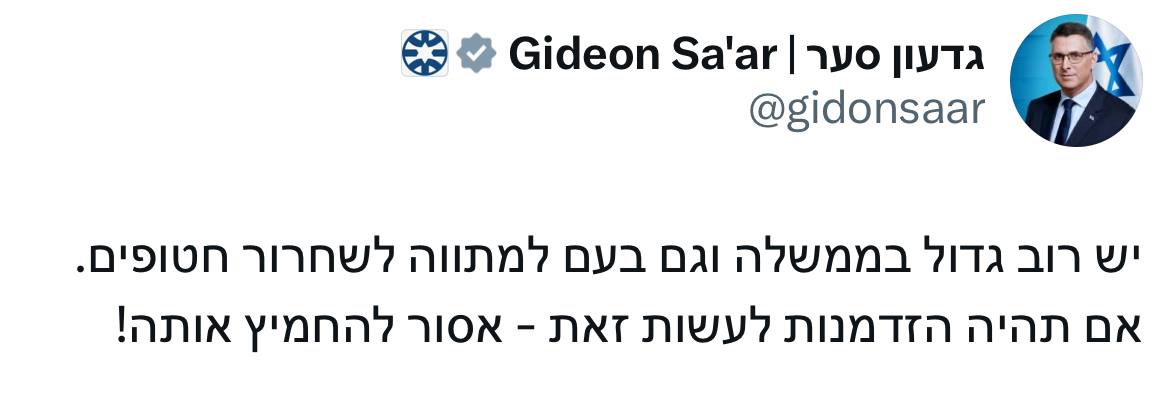 גדעון סער | Gideon Sa'ar
@gidonsaar
יש רוב גדול בממשלה וגם בעם למתווה לשחרור חטופים.
אם תהיה הזדמנות לעשות זאת - אסור להחמיץ אותה!